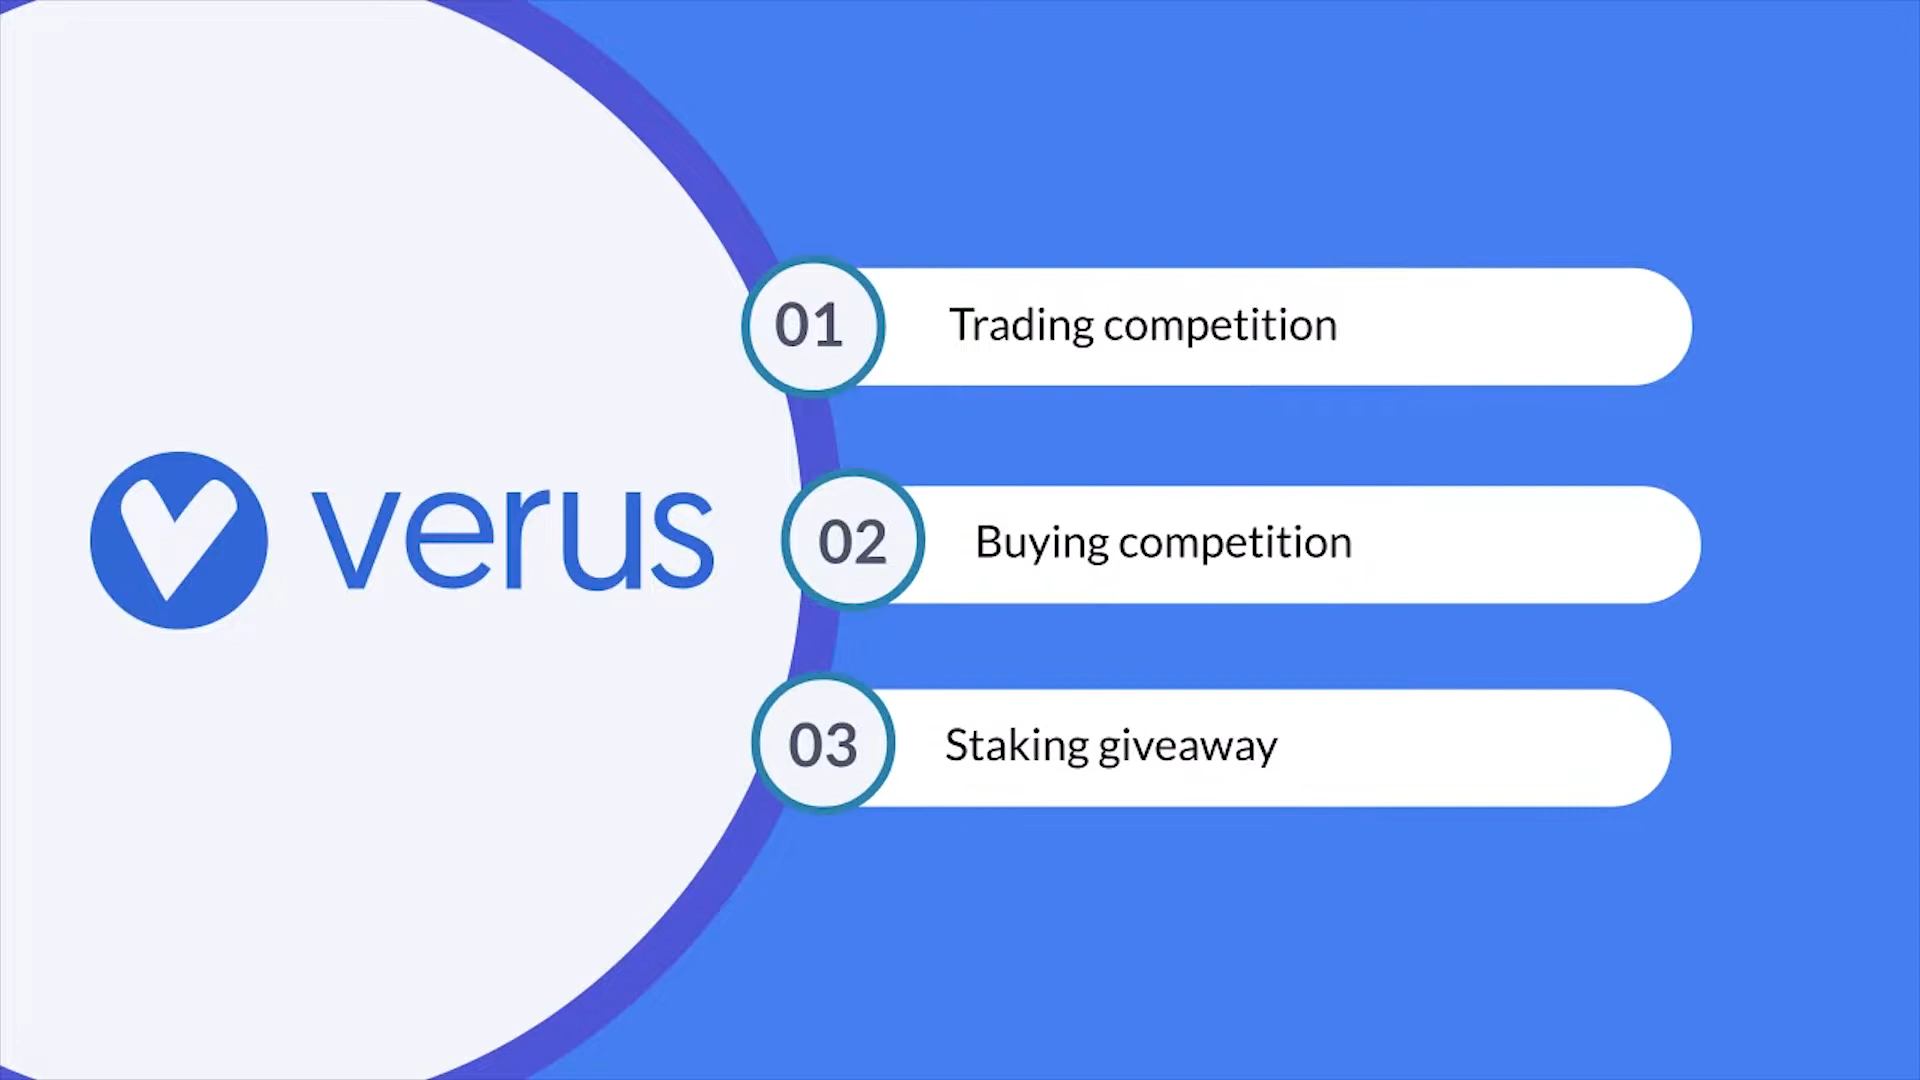 verus
01
Trading competition
02
Buying competition
03
Staking giveaway